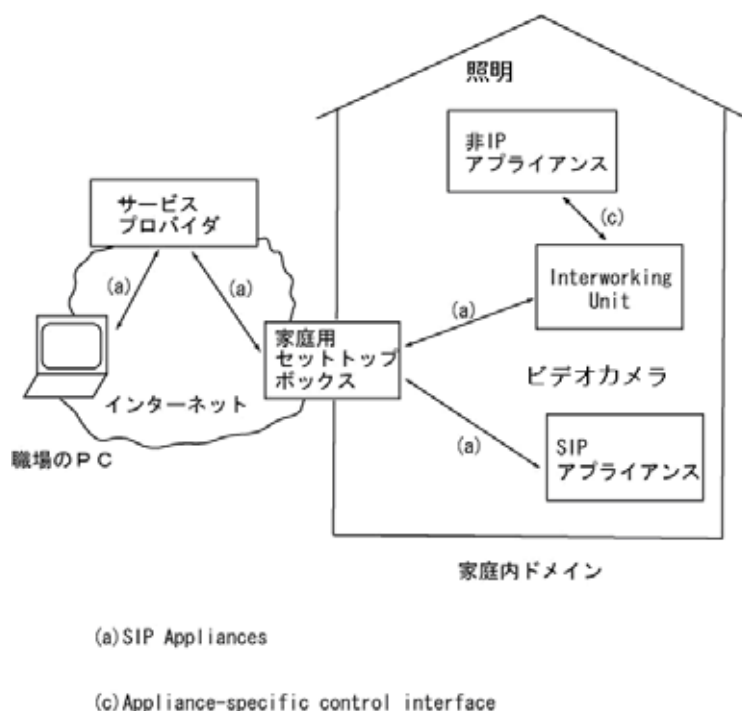 照明
非IP
アプライアンス
(c)
サービス
プロバイダ
(a)
(a)
Interworking
Unit
(a)
家庭用
セットトップ
ボックス
ビデオカメラ
インターネット
職場のPC
(a)
SIP
アプライアンス
家庭内ドメイン
(a)SIP Appliances
(c)Appliance-specific control interface